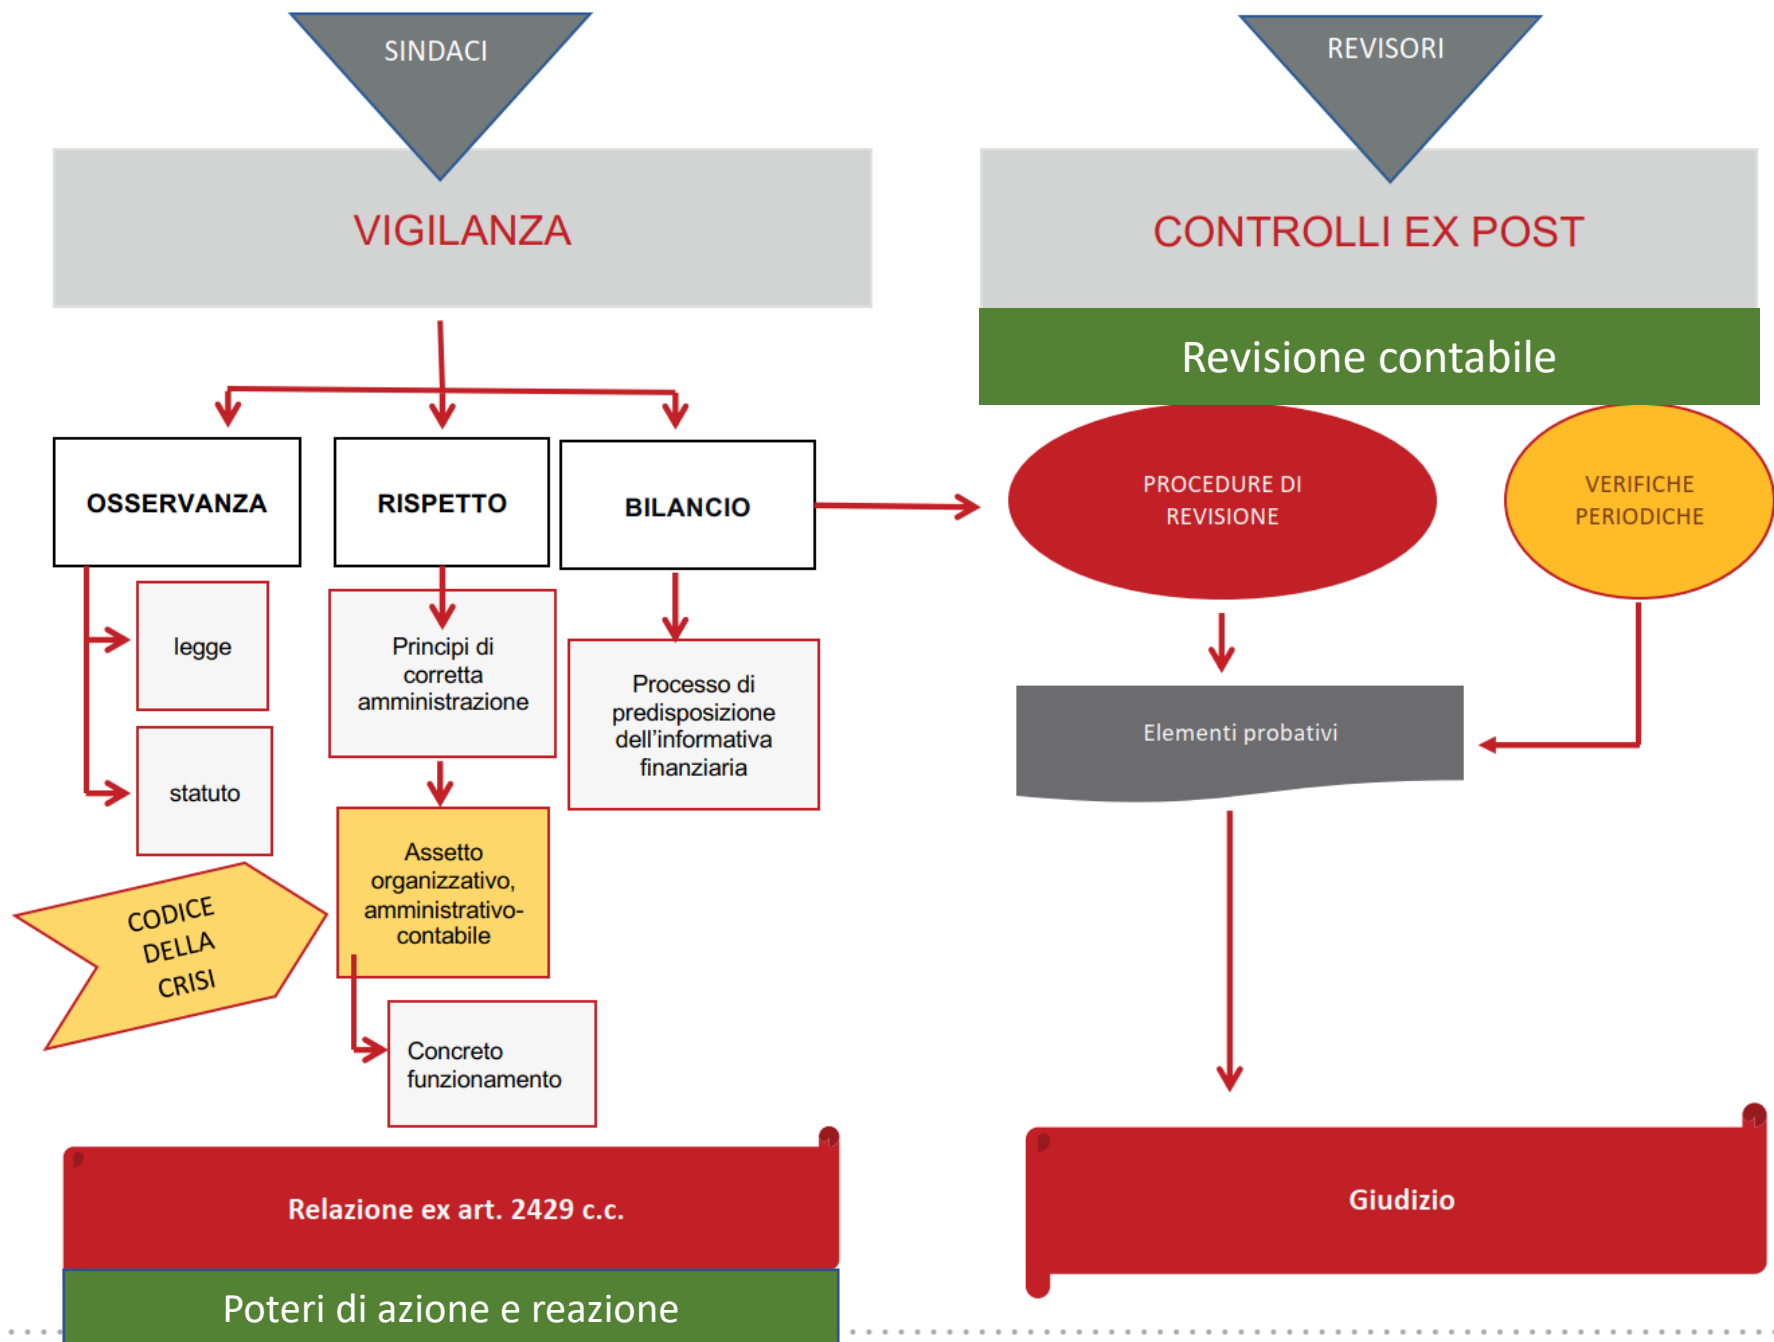 SINDACI
VIGILANZA
OSSERVANZA
legge
statuto
CODICE
DELLA
CRISI
RISPETTO
Principi di
corretta
amministrazione
Assetto
organizzativo,
amministrativo-
contabile
Concreto
funzionamento
BILANCIO
Processo di
predisposizione
dell'informativa
finanziaria
Relazione ex art. 2429 c.c.
Poteri di azione e reazione
REVISORI
CONTROLLI EX POST
Revisione contabile
PROCEDURE DI
REVISIONE
VERIFICHE
PERIODICHE
Elementi probativi
Giudizio